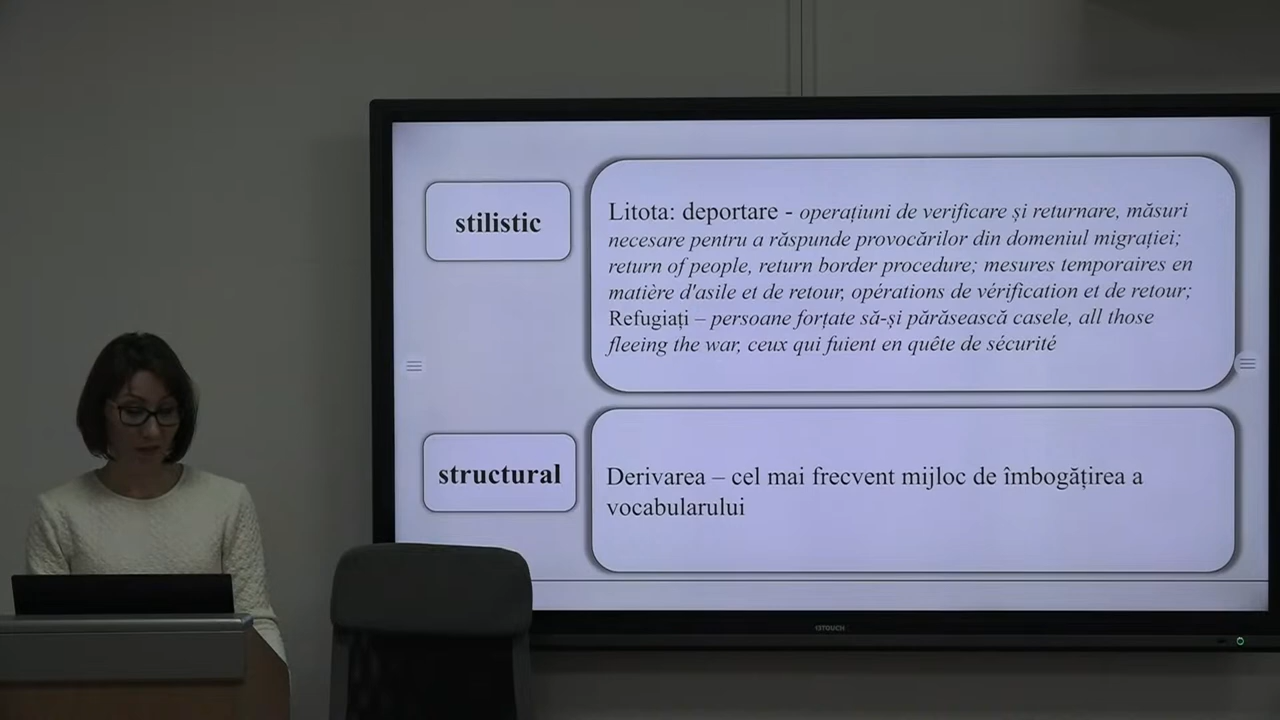 stilistic
Litota: deportare - operațiuni de verificare și returnare, măsuri
necesare pentru a răspunde provocărilor din domeniul migrației;
return of people, return border procedure; mesures temporaires en
matière d'asile et de retour, opérations de vérification et de retour;
Refugiați – persoane forțate să-și părăsească casele, all those
fleeing the war, ceux qui fuient en quête de sécurité
structural
Derivarea – cel mai frecvent mijloc de îmbogățirea a
vocabularului